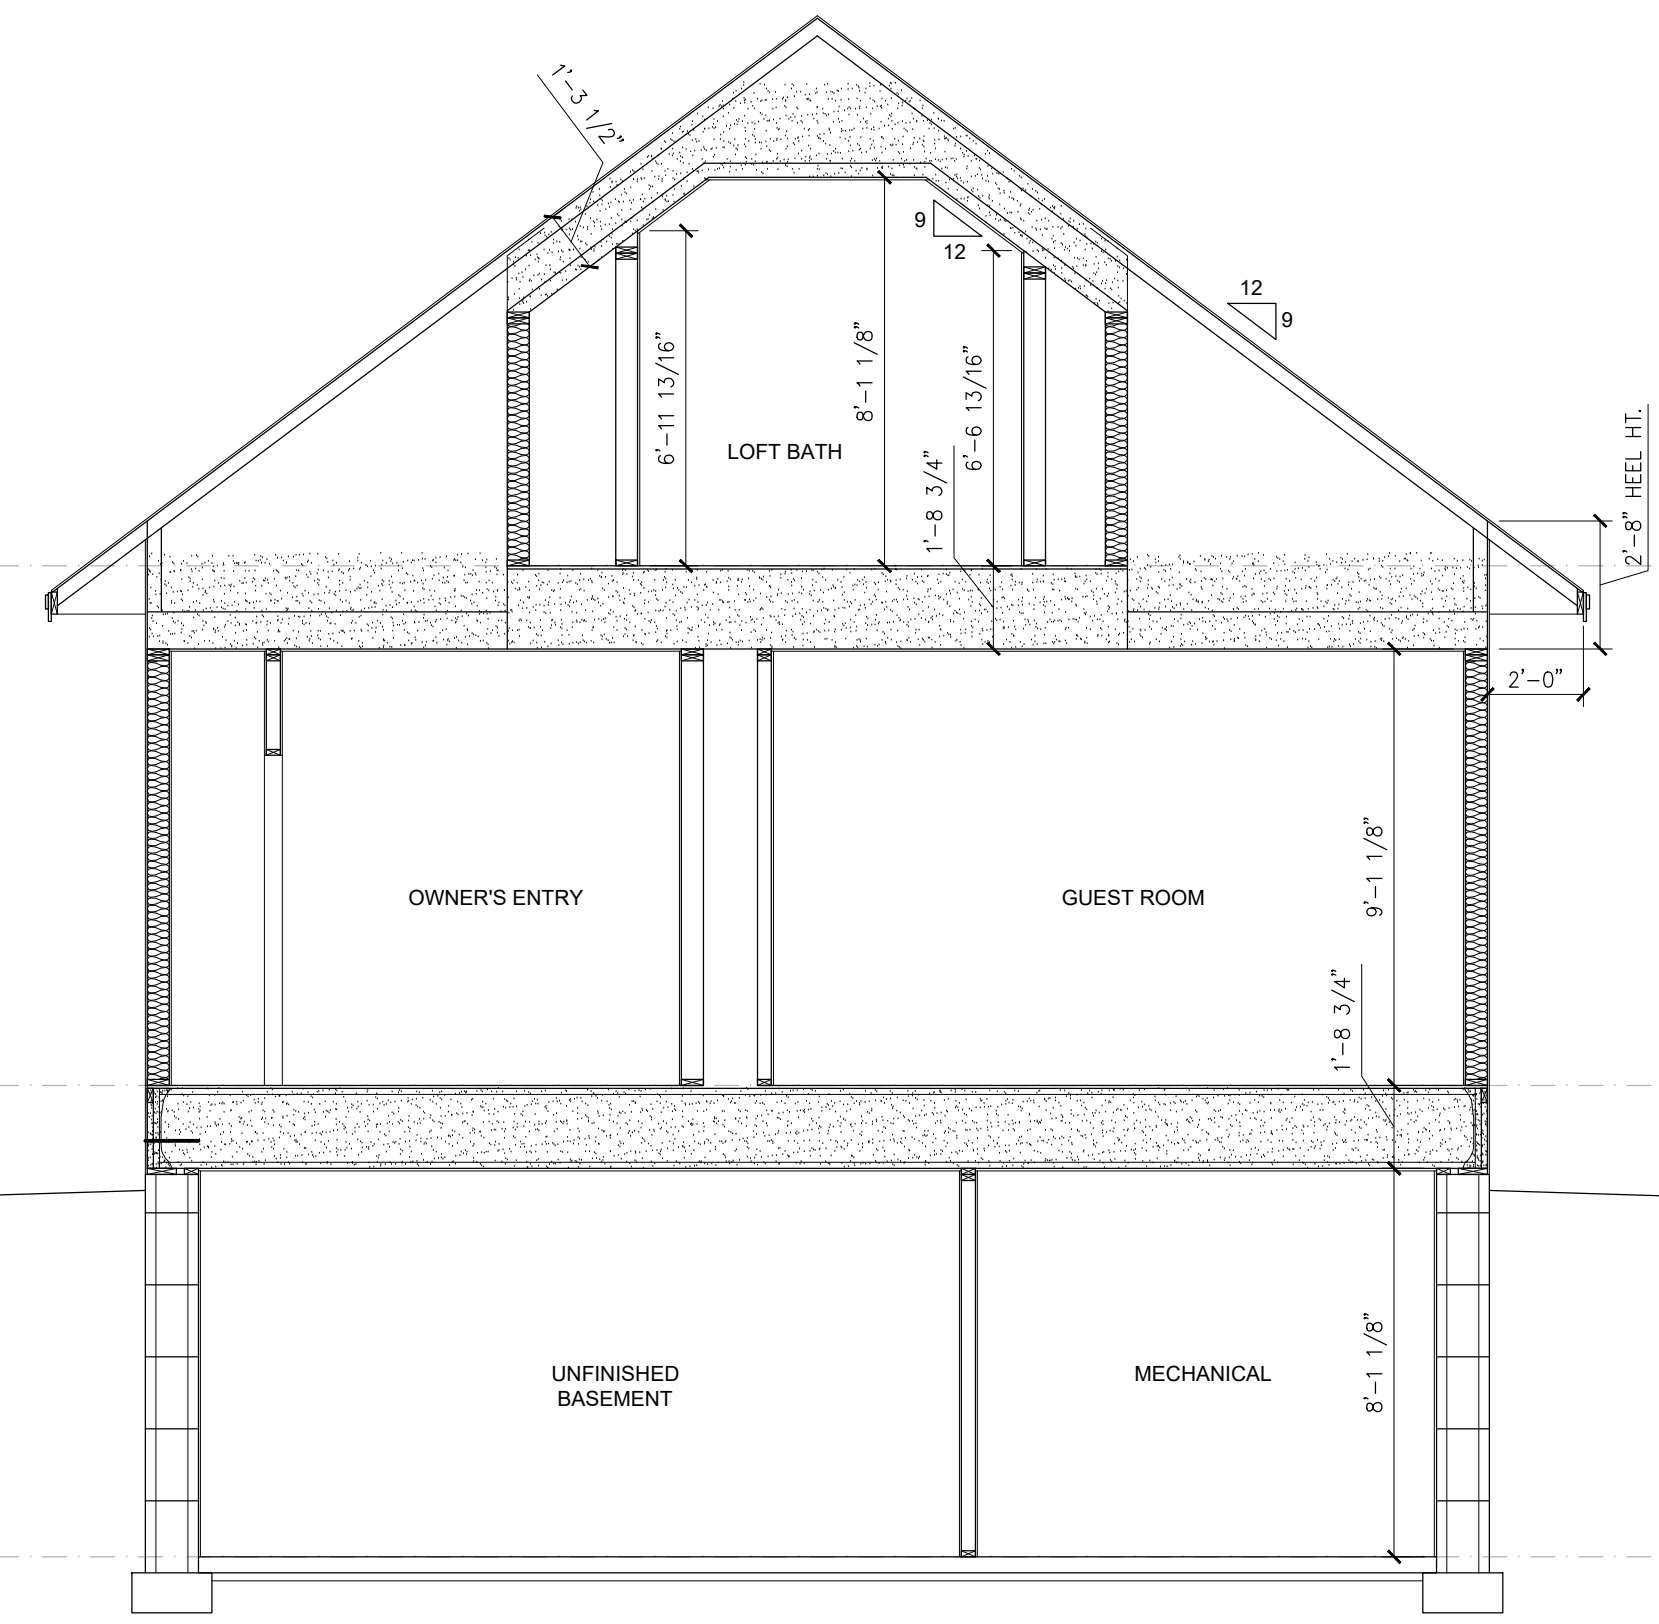 1'-3 1/2"
9
12
12
9
6'-11 13/16"
8'-1 1/8"
6'-6 13/16"
1'-8 3/4"
LOFT BATH
2'-8" HEEL HT.
2'-0"
9'-1 1/8"
OWNER'S ENTRY
GUEST ROOM
1'-8 3/4"
8'-1 1/8"
UNFINISHED
BASEMENT
MECHANICAL